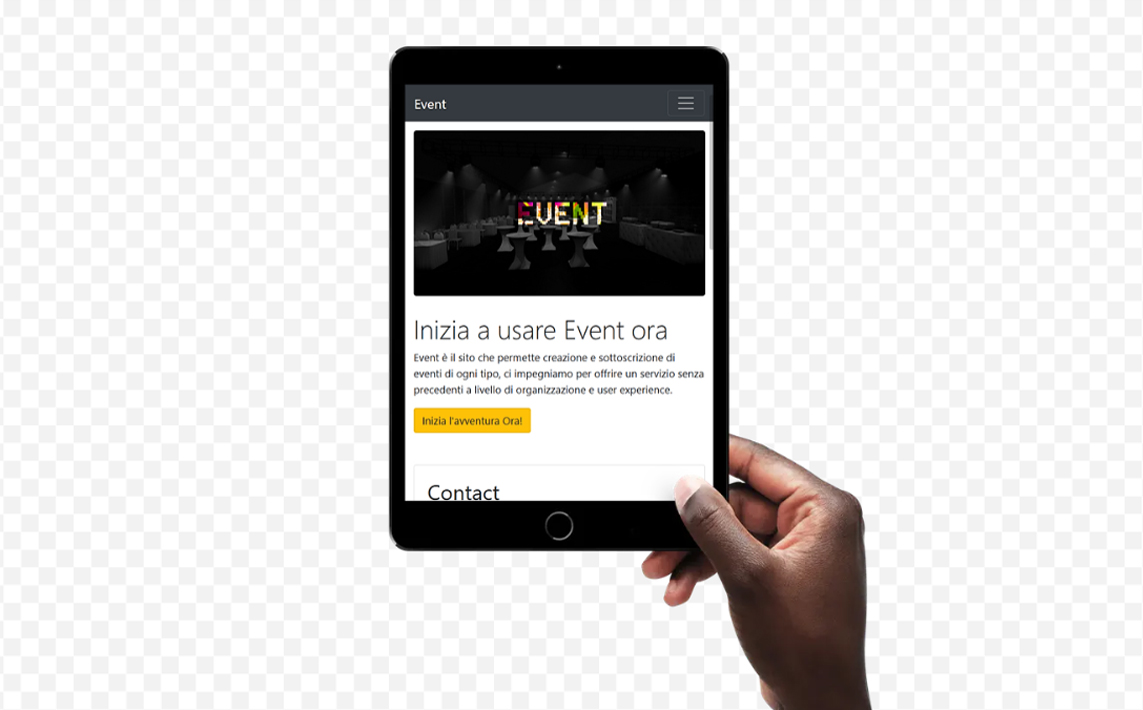 Event
EVENT
Inizia a usare Event ora
Event è il sito che permette creazione e sottoscrizione di
eventi di ogni tipo, ci impegniamo per offrire un servizio senza
precedenti a livello di organizzazione e user experience.
Inizia l'avventura Ora!
Contact